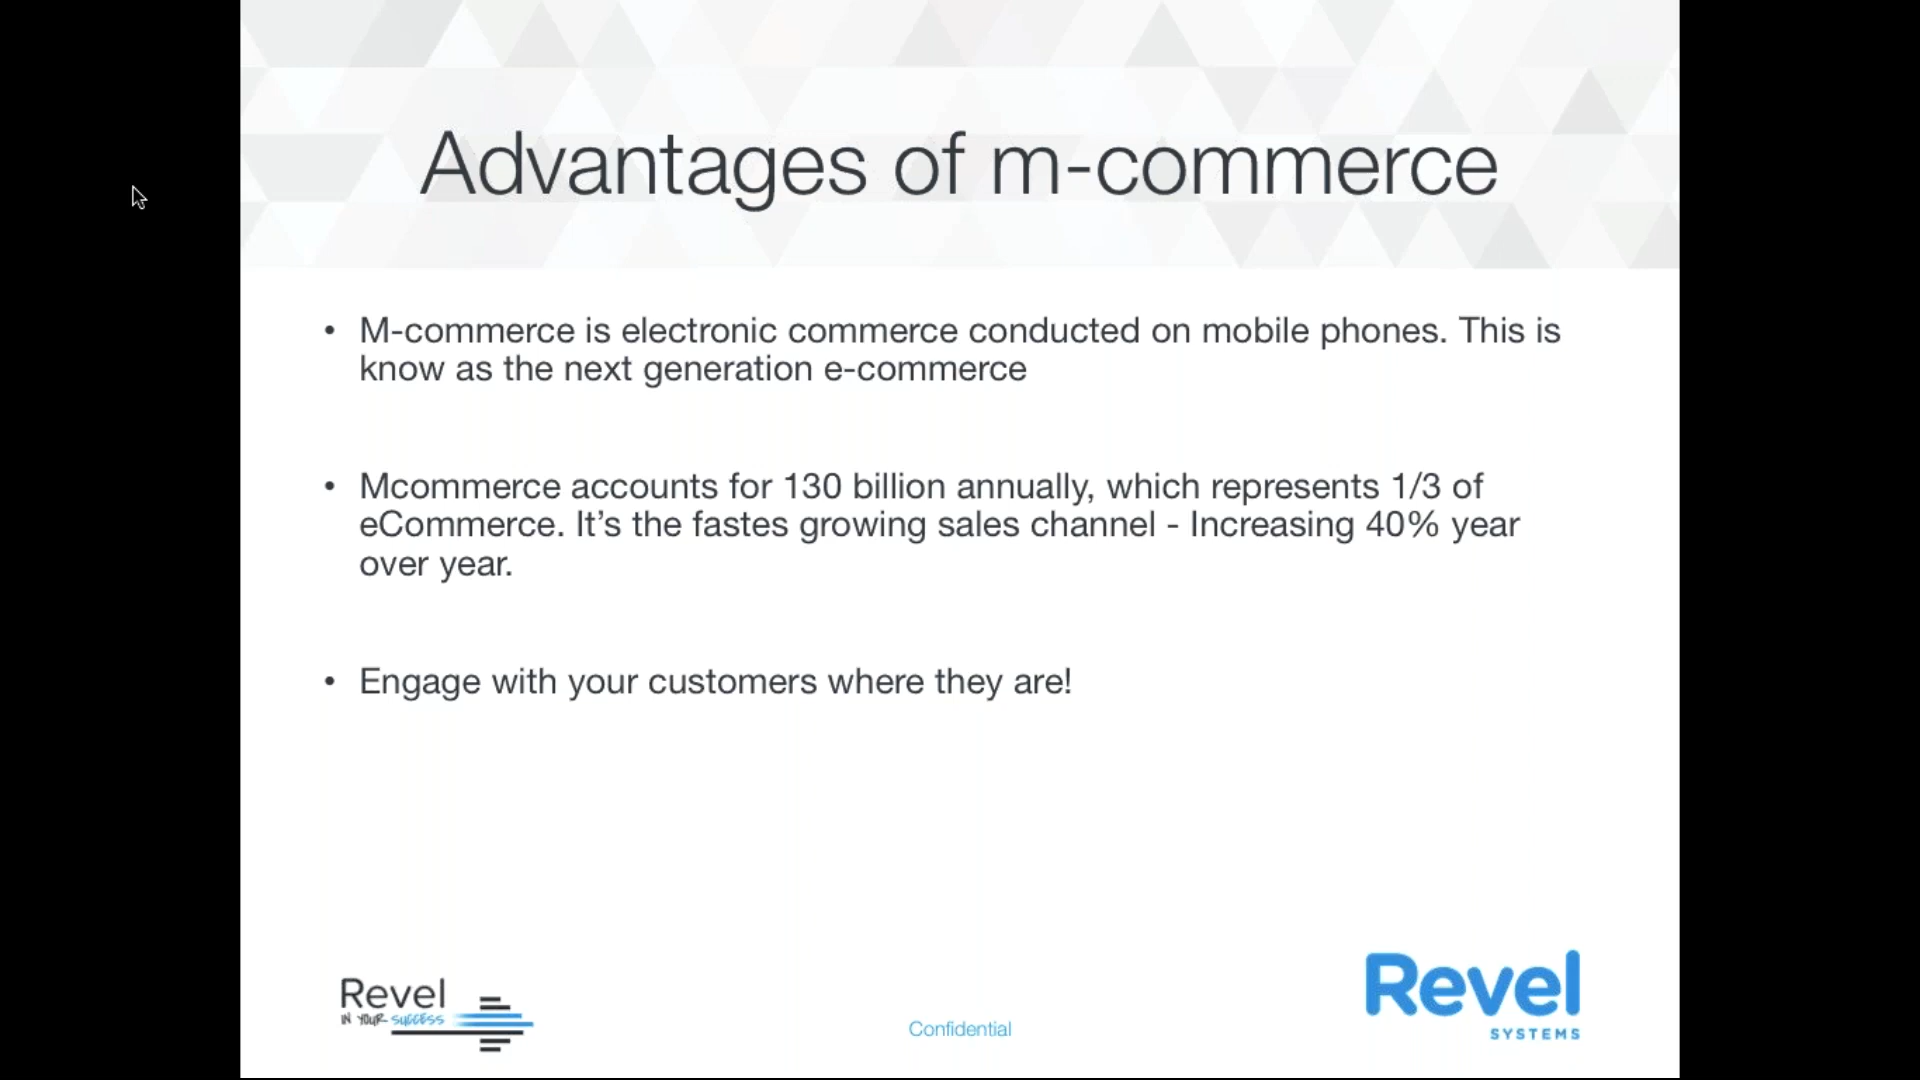 Advantages of m-commerce
• M-commerce is electronic commerce conducted on mobile phones. This is
know as the next generation e-commerce
• Mcommerce accounts for 130 billion annually, which represents 1/3 of
eCommerce. It’s the fastes growing sales channel - Increasing 40% year
over year.
• Engage with your customers where they are!
Revel
IN YOUR SUCCESS
Confidential
Revel
SYSTEMS